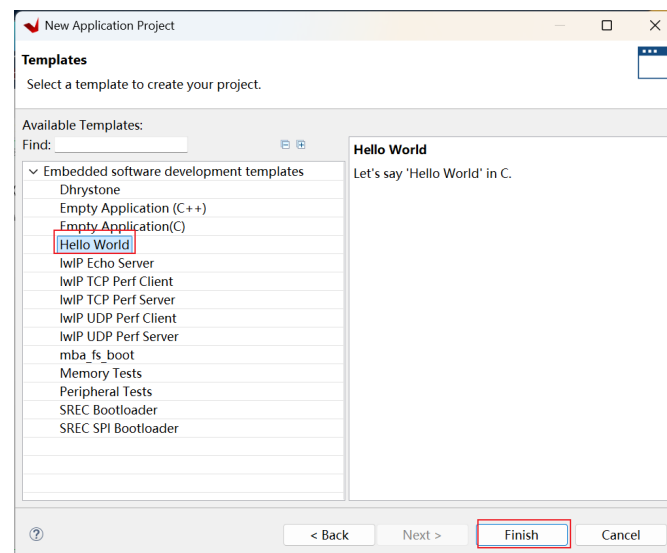 New Application Project
Templates
Select a template to create your project.
Available Templates:
Find:
Embedded software development templates
Dhrystone
Empty Application (C++)
Empty Application(C)
Hello World
lwIP Echo Server
lwIP TCP Perf Client
lwIP TCP Perf Server
lwIP UDP Perf Client
lwIP UDP Perf Server
mba_fs_boot
Memory Tests
Peripheral Tests
SREC Bootloader
SREC SPI Bootloader
Hello World
Let's say 'Hello World' in C.
< Back
Next >
Finish
Cancel